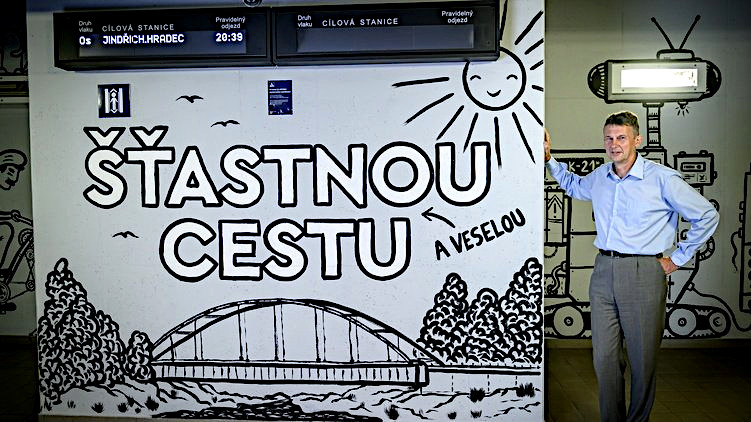 Druh vlaku
CÍLOVÁ STANICE
Pravidelný odjezd
Os JINDŘICH.HRADEC 20:39
Druh vlaku
CÍLOVÁ STANICE
Pravidelný odjezd
ŠŤASTNOU
CESTU
A VESELOU
K-21